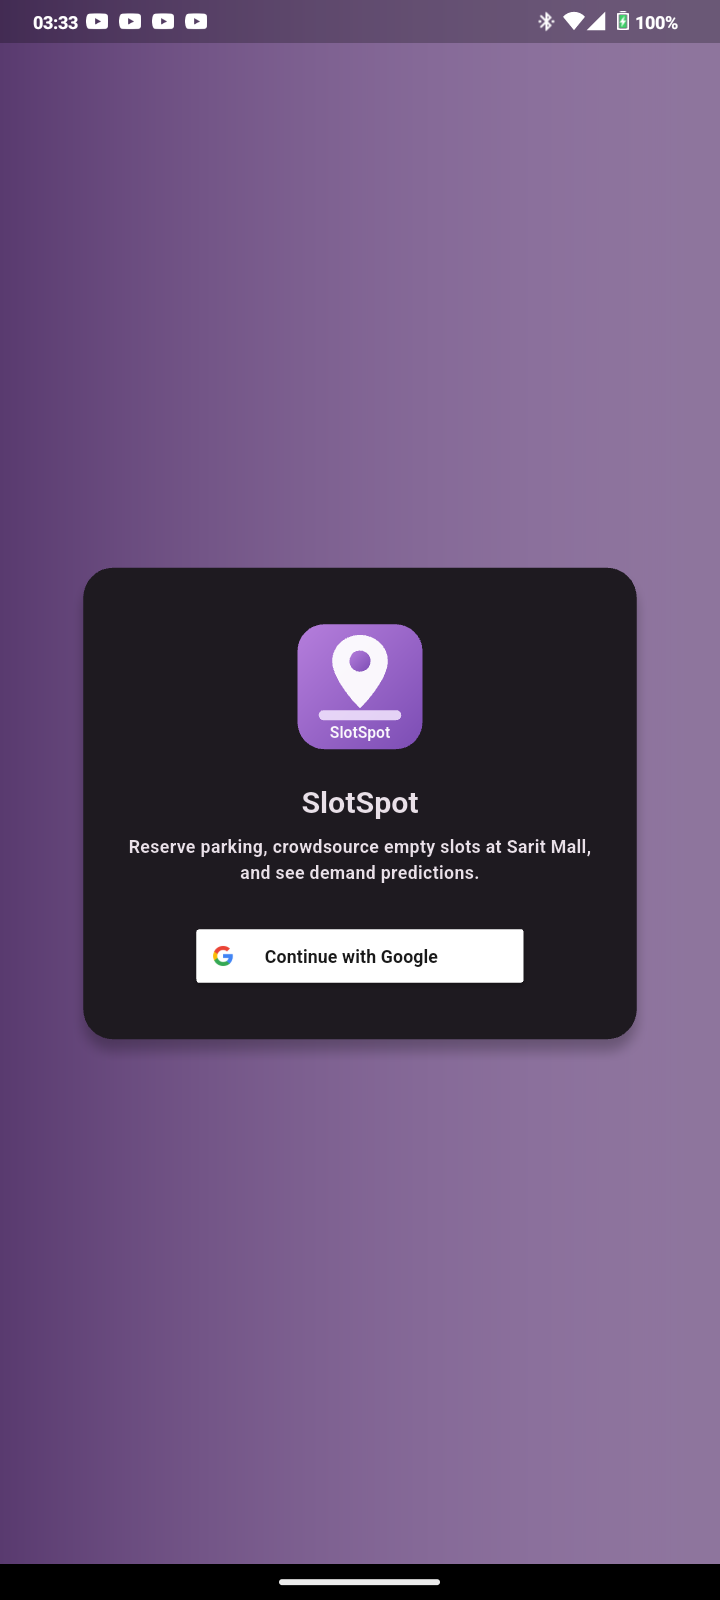 03:33 100%
SlotSpot
SlotSpot
Reserve parking, crowdsource empty slots at Sarit Mall,
and see demand predictions.
Continue with Google